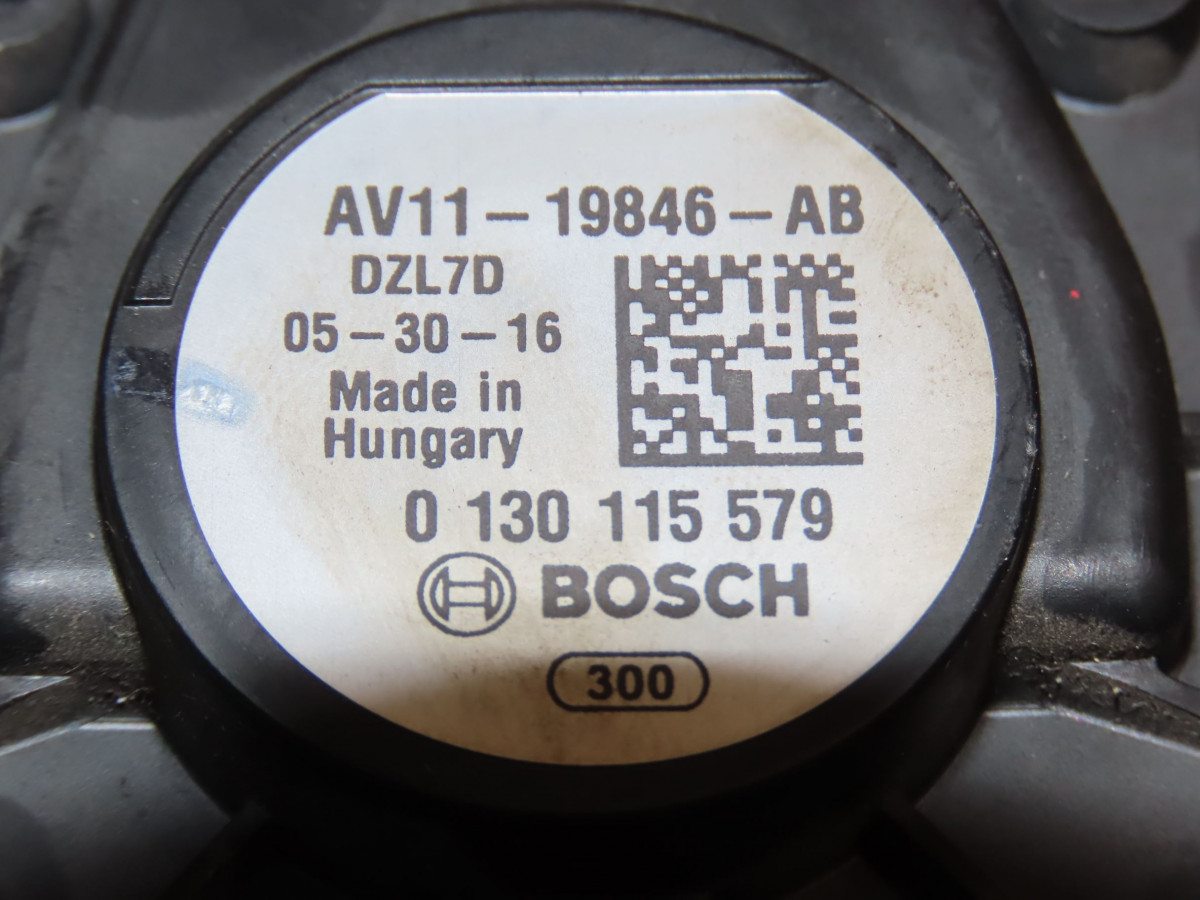 AV11-19846-AB
DZL7D
05-30-16
Made in
Hungary
0 130 115 579
BOSCH
300